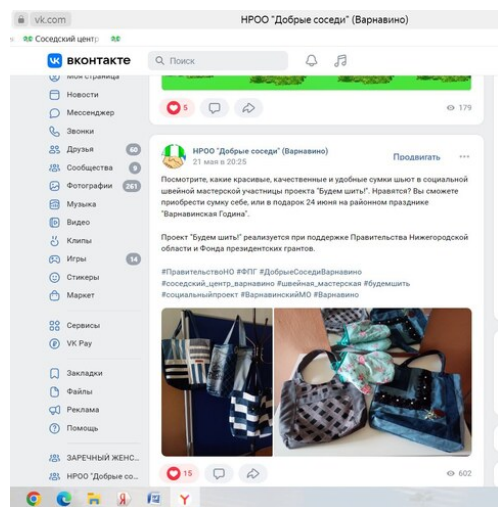 vk.com
НРОО "Добрые соседи" (Варнавино)
Соседский центр
вконтакте
Поиск
Моя страница
Новости
Мессенджер
Звонки
Друзья 60
Сообщества 9
Фотографии 261
Музыка
Видео
Клипы
Игры 14
Стикеры
Маркет
Сервисы
VK Pay
Закладки
Файлы
Реклама
Помощь
ЗАРЕЧНЫЙ ЖЕНС...
НРОО "Добрые со...
5
179
НРОО "Добрые соседи" (Варнавино)
21 мая в 20:25
Продвигать
Посмотрите, какие красивые, качественные и удобные сумки шьют в социальной
швейной мастерской участницы проекта "Будем шить!". Нравятся? Вы сможете
приобрести сумку себе, или в подарок 24 июня на районном празднике
"Варнавинская Година".
Проект "Будем шить!" реализуется при поддержке Правительства Нижегородской
области и Фонда президентских грантов.
#ПравительствоНО #ФПГ #ДобрыеСоседиВарнавино
#соседский_центр_варнавино #швейная_мастерская #будемшить
#социальныйпроект #ВарнавинскийМО #Варнавино
15
602